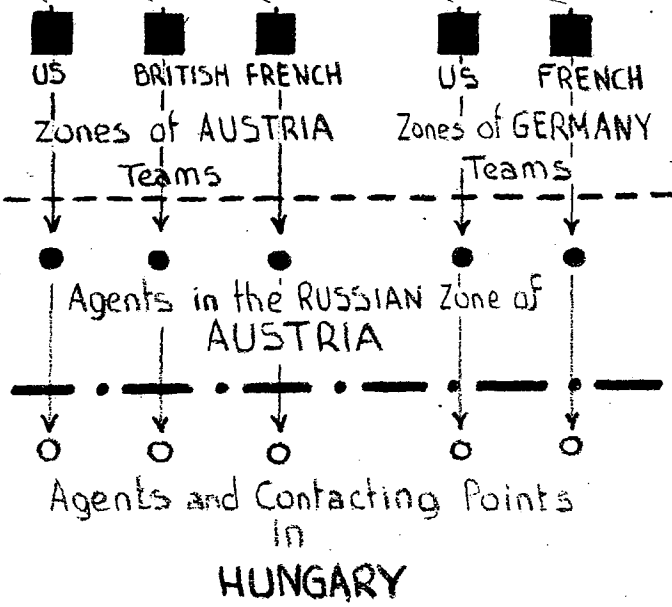 US BRITISH FRENCH US FRENCH
Zones of AUSTRIA Zones of GERMANY
Teams Teams
Agents in the RUSSIAN Zone of
AUSTRIA
Agents and Contacting Points
in
HUNGARY